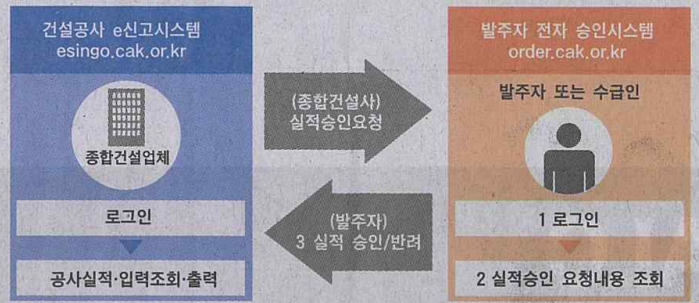 건설공사 e신고시스템
esingo.cak.or.kr
종합건설업체
로그인
공사실적·입력조회·출력
(종합건설사)
실적승인요청
(발주자)
3 실적 승인/반려
발주자 전자 승인시스템
order.cak.or.kr
발주자 또는 수급인
1 로그인
2 실적승인 요청내용 조회